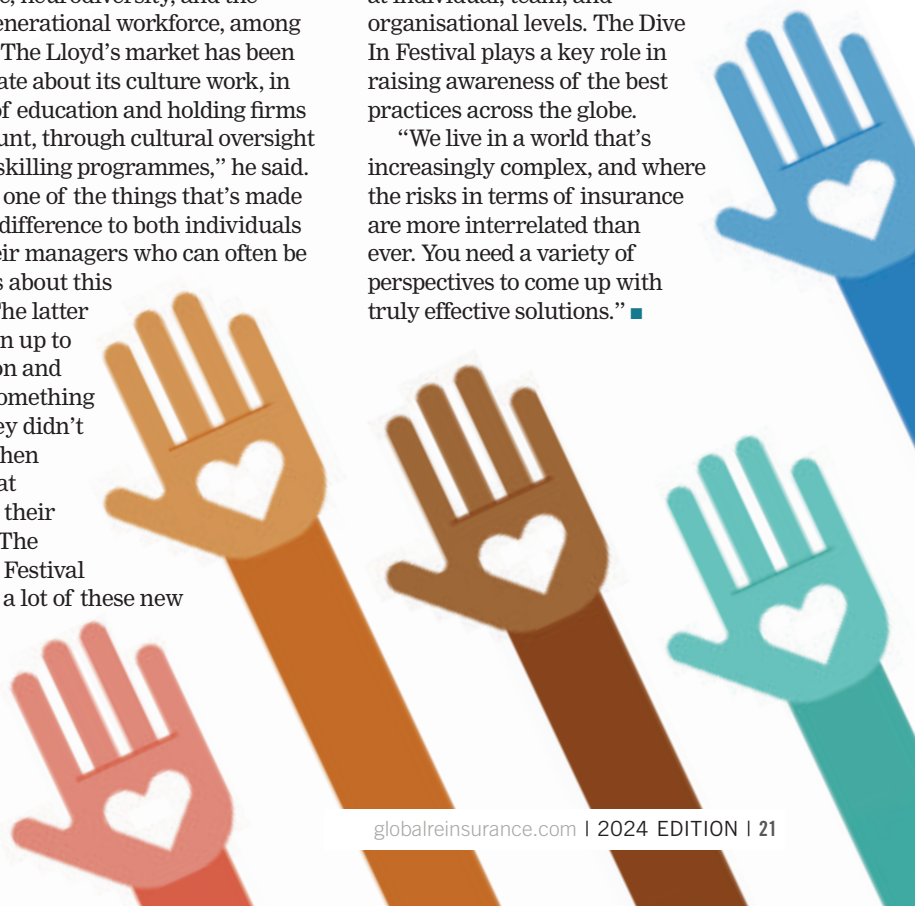 neurodiversity, and the
enerational workforce, among
The Lloyd’s market has been
ate about its culture work, in
of education and holding firms
unt, through cultural oversight
skilling programmes,” he said.
one of the things that’s made
difference to both individuals
eir managers who can often be
s about this
he latter
n up to
on and
omething
ey didn’t
hen
at
their
The
Festival
a lot of these new
at individual, team, and
organisational levels. The Dive
In Festival plays a key role in
raising awareness of the best
practices across the globe.
“We live in a world that’s
increasingly complex, and where
the risks in terms of insurance
are more interrelated than
ever. You need a variety of
perspectives to come up with
truly effective solutions.” ■
globalreinsurance.com | 2024 EDITION | 21